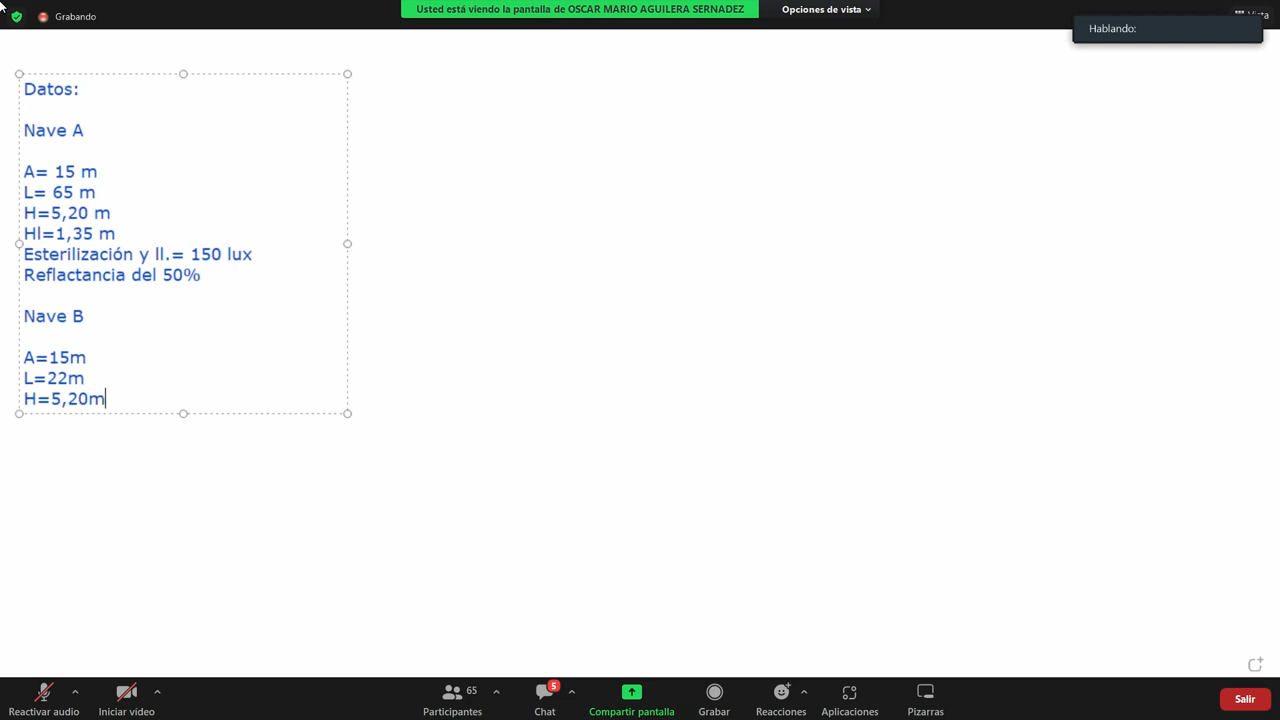 Grabando
Usted está viendo la pantalla de OSCAR MARIO AGUILERA SERNADEZ
Opciones de vista
Vista
Hablando:
Datos:
Nave A
A= 15 m
L= 65 m
H=5,20 m
Hl=1,35 m
Esterilización y ll.= 150 lux
Reflactancia del 50%
Nave B
A=15m
L=22m
H=5,20m
Reactivar audio
Iniciar video
65
Participantes
5
Chat
Compartir pantalla
Grabar
Reacciones
Aplicaciones
Pizarras
Salir